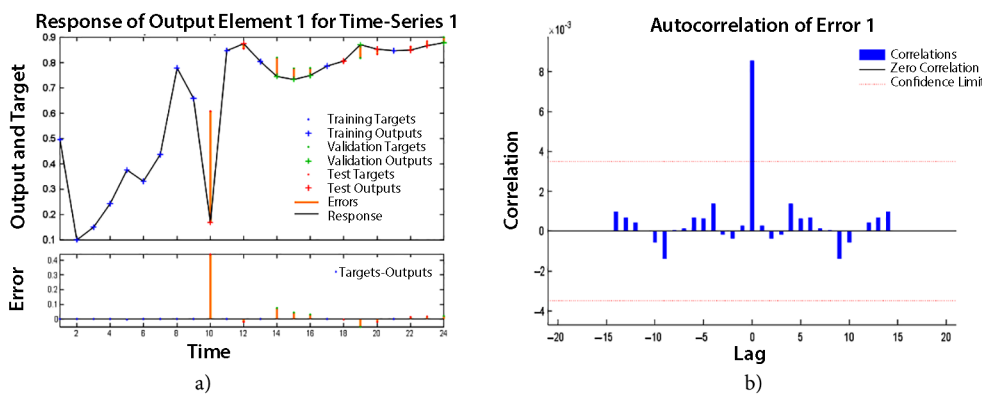 Response of Output Element 1 for Time-Series 1
Output and Target
0.9
0.8
0.7
0.6
0.5
0.4
0.3
0.2
0.1
Training Targets
Training Outputs
Validation Targets
Validation Outputs
Test Targets
Test Outputs
Errors
Response
Error
0.4
0.3
0.2
0.1
0
Targets-Outputs
2 4 6 8 10 12 14 16 18 20 22 24
Time
a)
Autocorrelation of Error 1
×10⁻³
Correlation
8
6
4
2
0
−2
−4
Correlations
Zero Correlation
Confidence Limit
−20 −15 −10 −5 0 5 10 15 20
Lag
b)